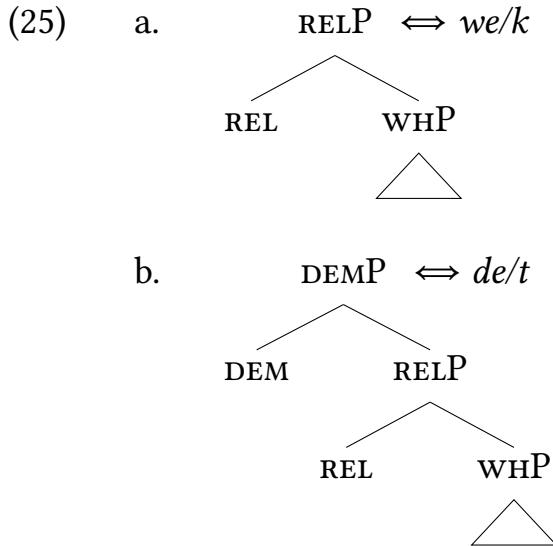 (25) a. RELP ⇔ we/k
REL WHP
b. DEMP ⇔ de/t
DEM RELP
REL WHP